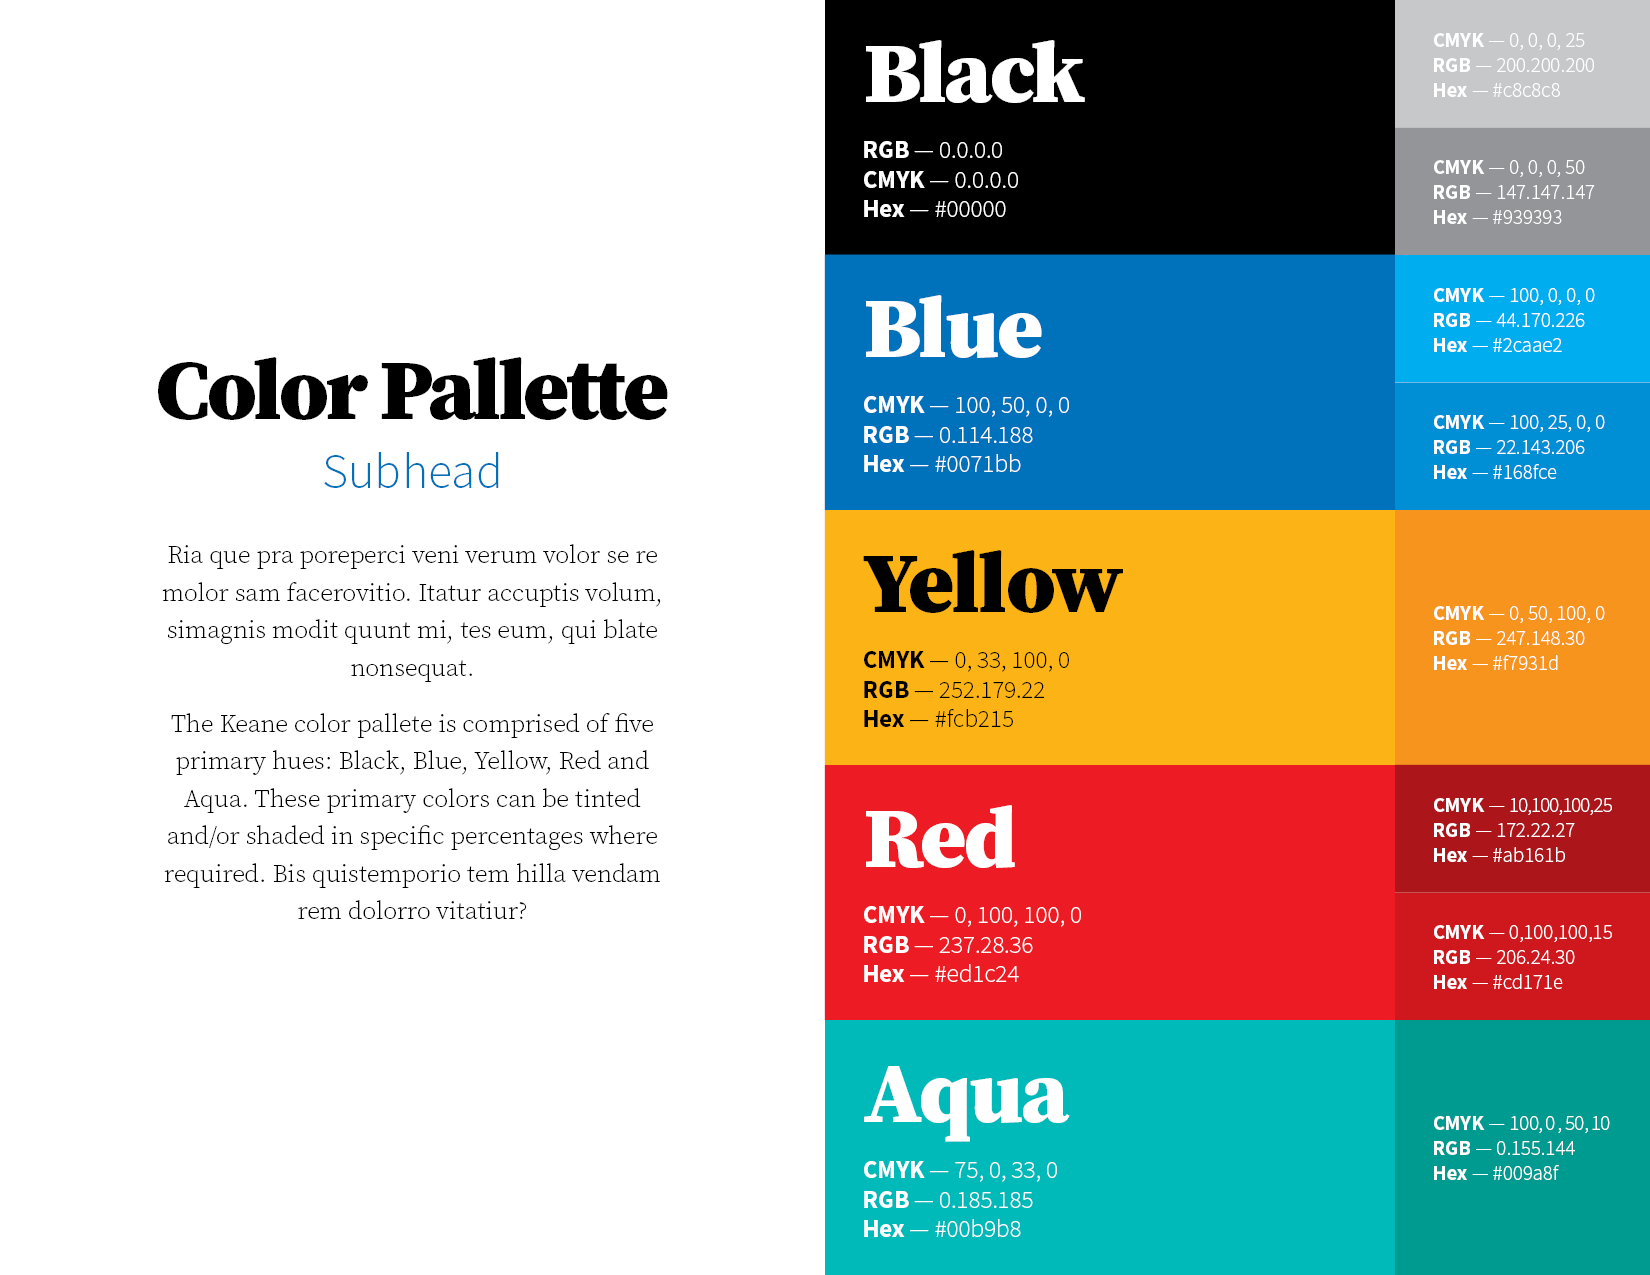 Color Pallette
Subhead
Ria que pra poreperci veni verum volor se re
molor sam facerovitio. Itatur accuptis volum,
simagnis modit quunt mi, tes eum, qui blate
nonsequat.
The Keane color pallete is comprised of five
primary hues: Black, Blue, Yellow, Red and
Aqua. These primary colors can be tinted
and/or shaded in specific percentages where
required. Bis quistemporio tem hilla vendam
rem dolorro vitatiur?
Black
RGB — 0.0.0.0
CMYK — 0.0.0.0
Hex — #00000
CMYK — 0, 0, 0, 25
RGB — 200.200.200
Hex — #c8c8c8
CMYK — 0, 0, 0, 50
RGB — 147.147.147
Hex — #939393
Blue
CMYK — 100, 50, 0, 0
RGB — 0.114.188
Hex — #0071bb
CMYK — 100, 0, 0, 0
RGB — 44.170.226
Hex — #2caae2
CMYK — 100, 25, 0, 0
RGB — 22.143.206
Hex — #168fce
Yellow
CMYK — 0, 33, 100, 0
RGB — 252.179.22
Hex — #fcb215
CMYK — 0, 50, 100, 0
RGB — 247.148.30
Hex — #f7931d
Red
CMYK — 0, 100, 100, 0
RGB — 237.28.36
Hex — #ed1c24
CMYK — 10,100,100,25
RGB — 172.22.27
Hex — #ab161b
CMYK — 0,100,100,15
RGB — 206.24.30
Hex — #cd171e
Aqua
CMYK — 75, 0, 33, 0
RGB — 0.185.185
Hex — #00b9b8
CMYK — 100, 0 , 50, 10
RGB — 0.155.144
Hex — #009a8f